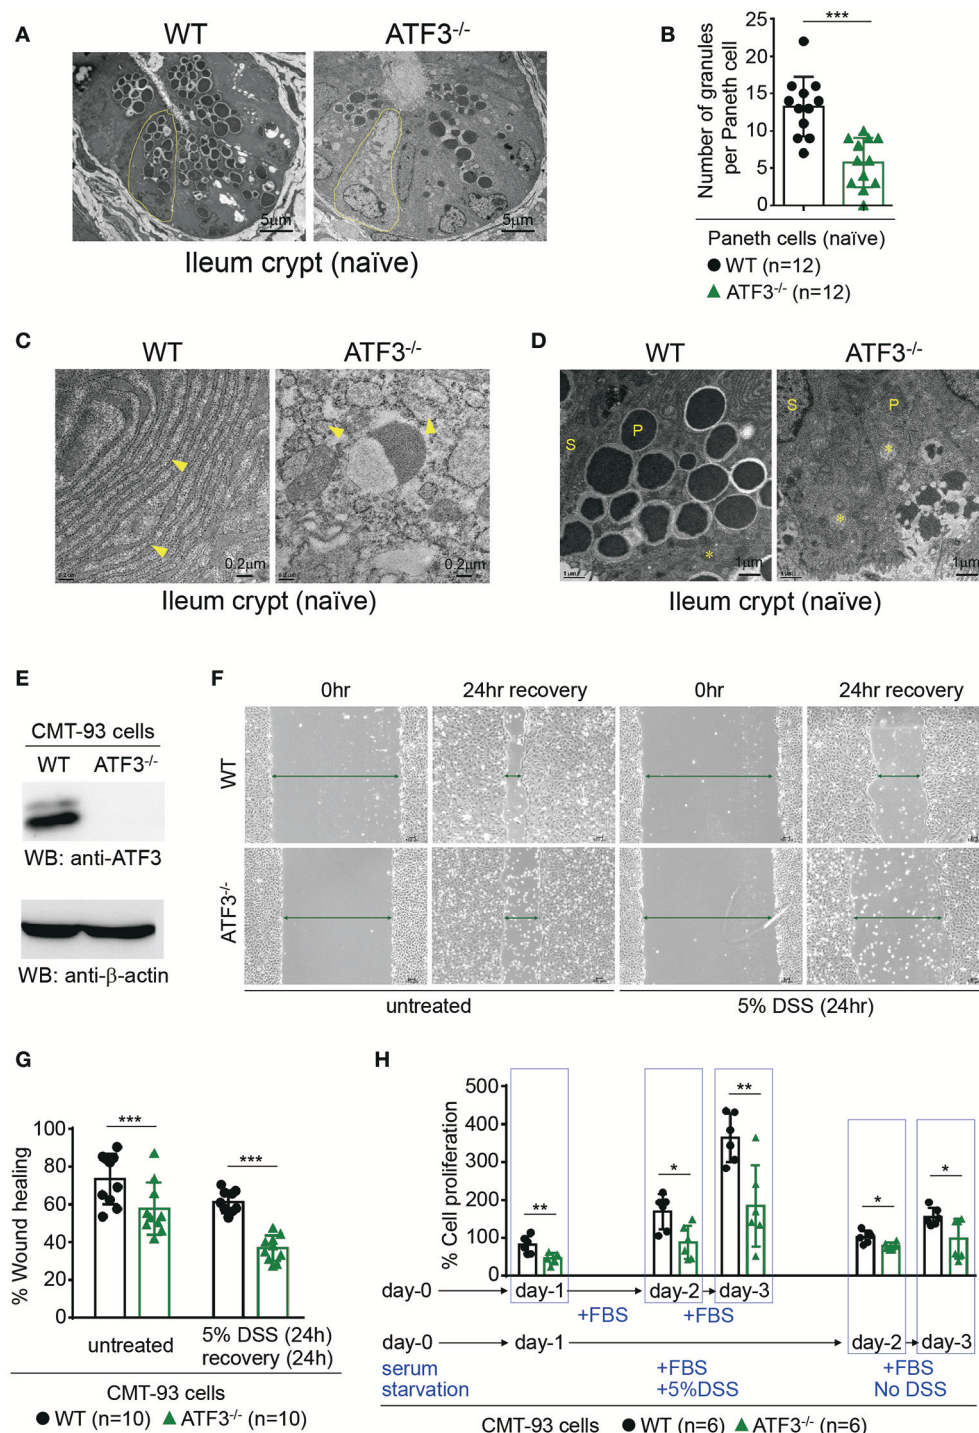 A
WT
ATF3-/-
5µm
5µm
Ileum crypt (naïve)
B
***
Number of granules
per Paneth cell
25
20
15
10
5
0
Paneth cells (naïve)
WT (n=12)
ATF3-/- (n=12)
C
WT
ATF3-/-
0.2µm
0.2µm
0.2µm
Ileum crypt (naïve)
D
WT
ATF3-/-
S
P
*
1µm
1µm
S
P
*
*
1µm
1µm
Ileum crypt (naïve)
E
CMT-93 cells
WT ATF3-/-
WB: anti-ATF3
WB: anti-β-actin
F
0hr
24hr recovery
0hr
24hr recovery
WT
ATF3-/-
untreated
5% DSS (24hr)
G
% Wound healing
100
80
60
40
20
0
***
***
untreated
5% DSS (24h)
recovery (24h)
CMT-93 cells
WT (n=10) ATF3-/- (n=10)
H
% Cell proliferation
500
400
300
200
100
0
**
*
**
*
*
day-0 day-1 day-2 day-3
+FBS +FBS
day-0 day-1 day-2 day-3
serum
starvation
+FBS
+5%DSS
+FBS
No DSS
CMT-93 cells WT (n=6) ATF3-/- (n=6)